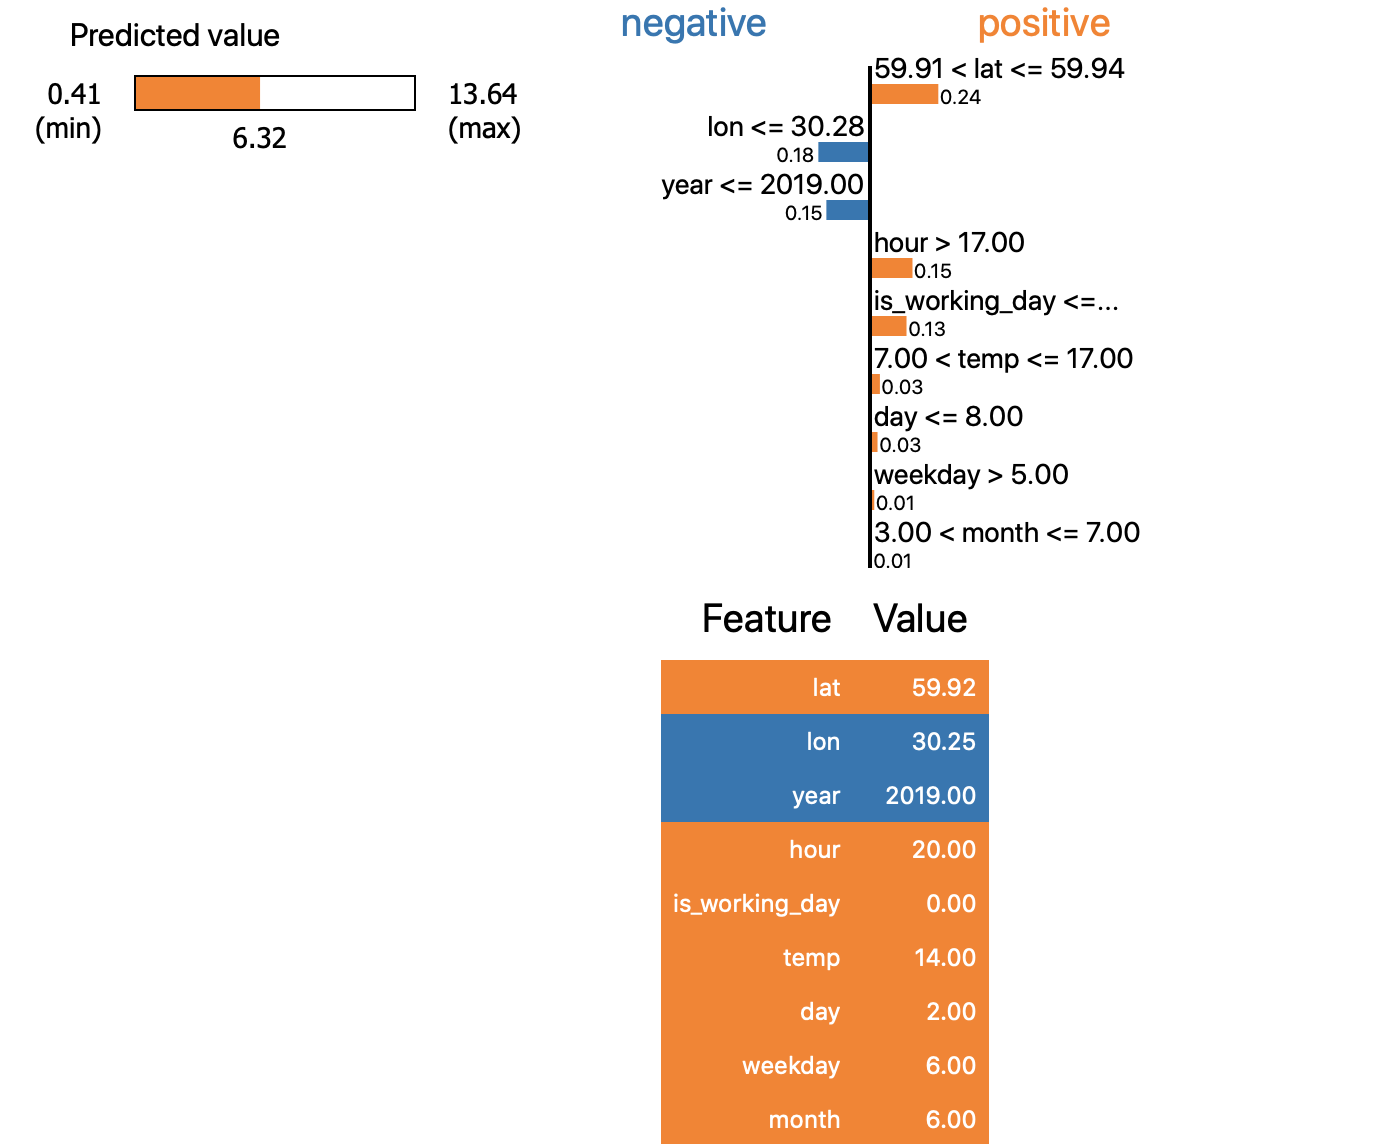 Predicted value
0.41
(min)
6.32
13.64
(max)
negative
positive
59.91 < lat <= 59.94
0.24
lon <= 30.28
0.18
year <= 2019.00
0.15
hour > 17.00
0.15
is_working_day <=...
0.13
7.00 < temp <= 17.00
0.03
day <= 8.00
0.03
weekday > 5.00
0.01
3.00 < month <= 7.00
0.01
Feature Value
lat 59.92
lon 30.25
year 2019.00
hour 20.00
is_working_day 0.00
temp 14.00
day 2.00
weekday 6.00
month 6.00